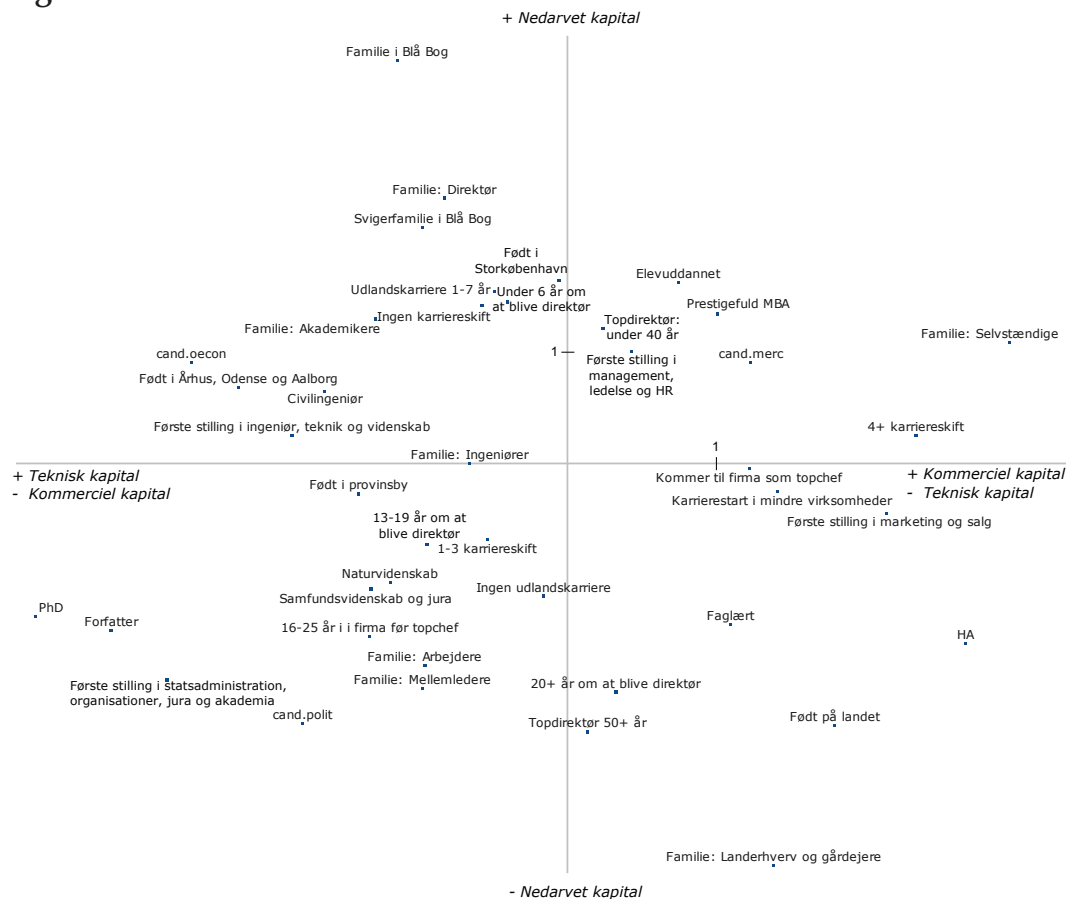 + Nedarvet kapital
Familie i Blå Bog
Familie: Direktør
Svigerfamilie i Blå Bog
Født i
Storkøbenhavn
Elevuddannet
Udlandskarriere 1-7 år
Under 6 år om
at blive direktør
Prestigefuld MBA
Ingen karriereskift
Topdirektør:
under 40 år
Familie: Akademikere
Familie: Selvstændige
cand.oecon
1
cand.merc
Første stilling i
management,
ledelse og HR
Født i Århus, Odense og Aalborg
Civilingeniør
Første stilling i ingeniør, teknik og videnskab
4+ karriereskift
1
Familie: Ingeniører
+ Teknisk kapital
- Kommerciel kapital
+ Kommerciel kapital
- Teknisk kapital
Kommer til firma som topchef
Født i provinsby
Karrierestart i mindre virksomheder
13-19 år om at
blive direktør
Første stilling i marketing og salg
1-3 karriereskift
Naturvidenskab
Ingen udlandskarriere
Samfundsvidenskab og jura
PhD
Forfatter
Faglært
16-25 år i i firma før topchef
HA
Familie: Arbejdere
Familie: Mellemledere
20+ år om at blive direktør
Første stilling i statsadministration,
organisationer, jura og akademia
cand.polit
Topdirektør 50+ år
Født på landet
Familie: Landerhverv og gårdejere
- Nedarvet kapital